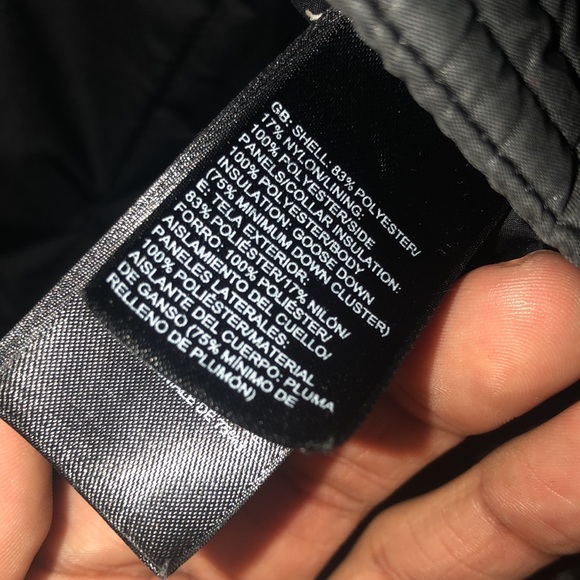 GB: SHELL: 83% POLYESTER/
17% NYLON/LINING:
100% POLYESTER/SIDE
PANELS/COLLAR INSULATION:
100% POLYESTER/BODY
INSULATION: GOOSE DOWN
(75% MINIMUM DOWN CLUSTER)
E: TELA EXTERIOR:
83% POLIÉSTER/17% NILÓN/
FORRO: 100% POLIÉSTER/
PANELES LATERALES/
AISLAMIENTO DEL CUELLO:
100% POLIÉSTER/MATERIAL
AISLANTE DEL CUERPO: PLUMA
DE GANSO (75% MÍNIMO DE
RELLENO DE PLUMÓN)